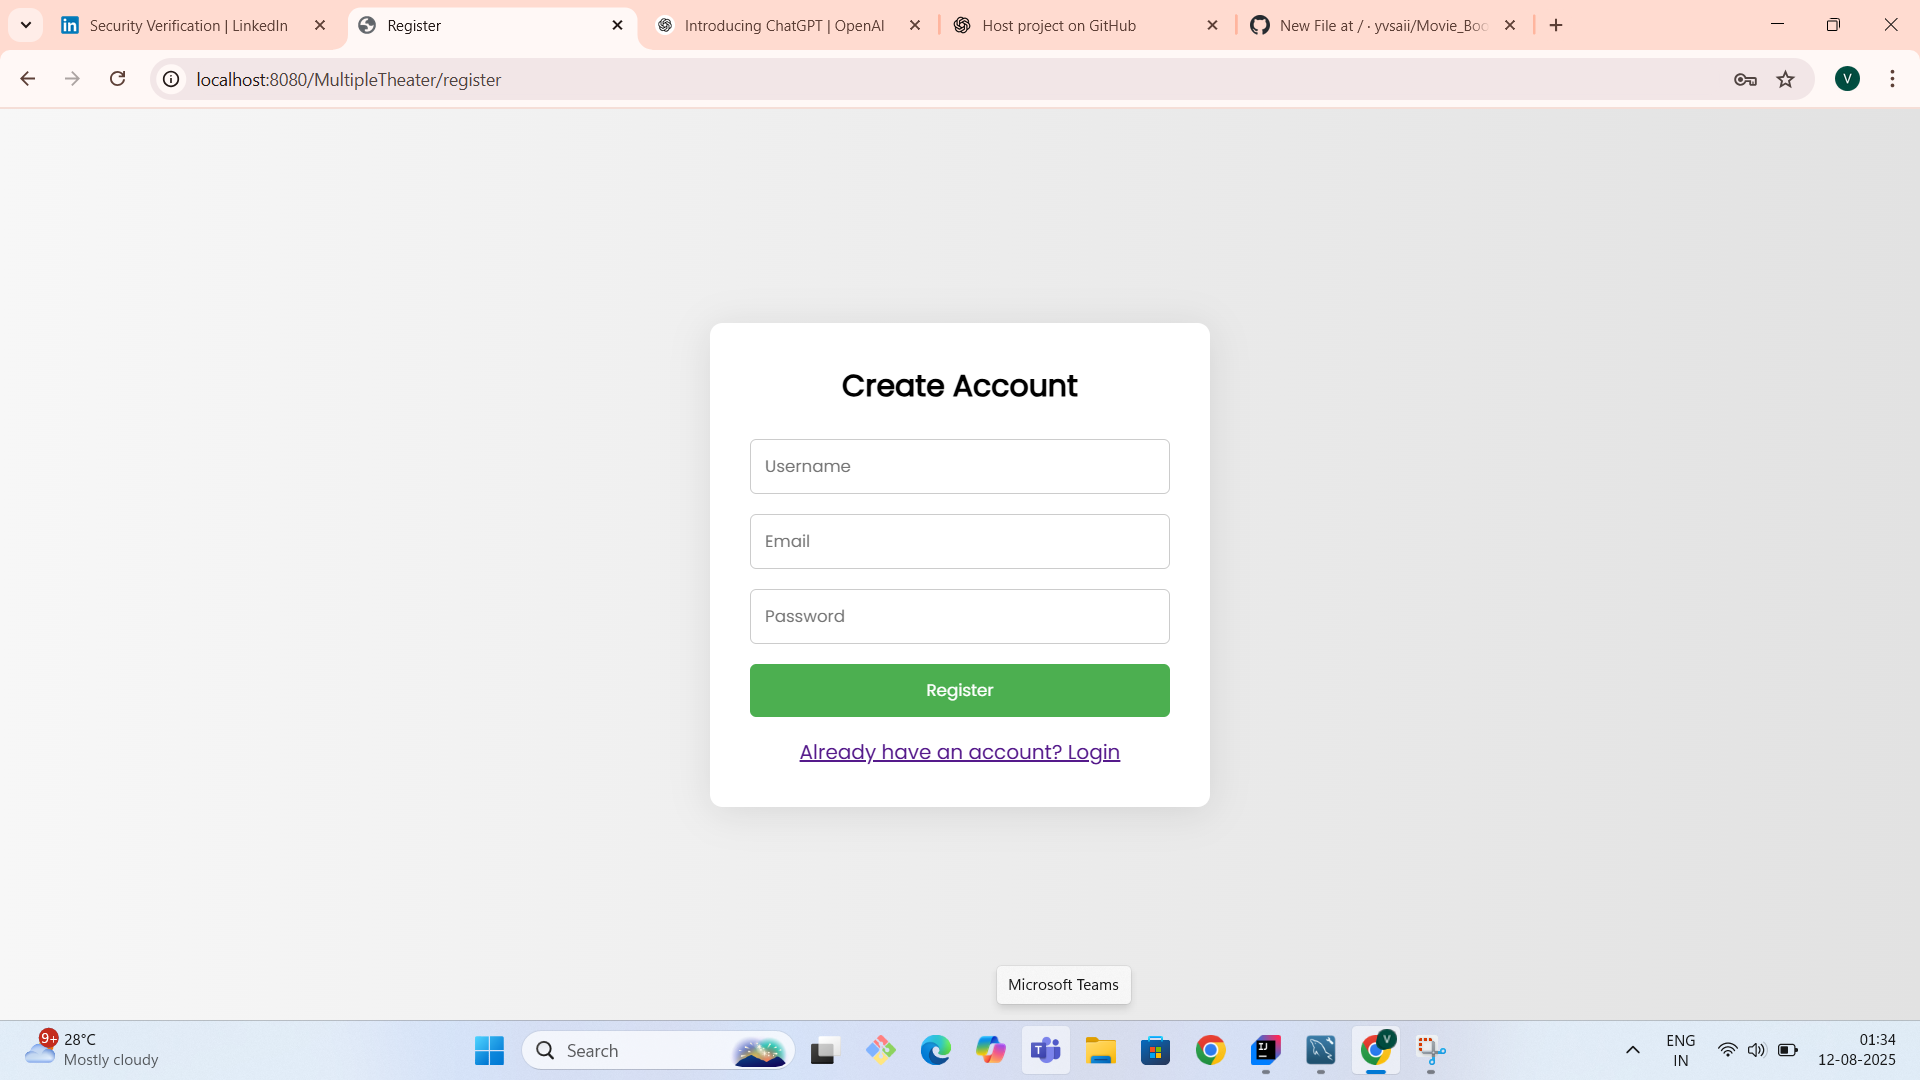 Security Verification | LinkedIn
Register
Introducing ChatGPT | OpenAI
Host project on GitHub
New File at / · yvsaii/Movie_Boo
localhost:8080/MultipleTheater/register
V
Create Account
Username
Email
Password
Register
Already have an account? Login
Microsoft Teams
9+
28°C
Mostly cloudy
Search
V
ENG
IN
01:34
12-08-2025